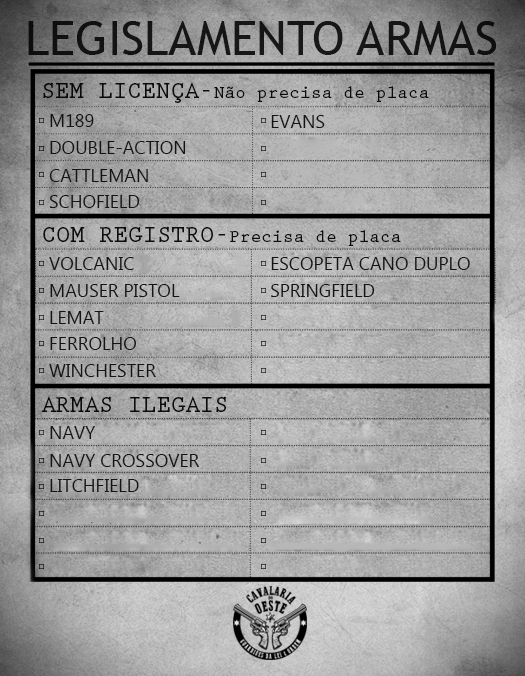 LEGISLAMENTO ARMAS
SEM LICENÇA-Não precisa de placa
M189
EVANS
DOUBLE-ACTION
CATTLEMAN
SCHOFIELD
COM REGISTRO-Precisa de placa
VOLCANIC
ESCOPETA CANO DUPLO
MAUSER PISTOL
SPRINGFIELD
LEMAT
FERROLHO
WINCHESTER
ARMAS ILEGAIS
NAVY
NAVY CROSSOVER
LITCHFIELD
CAVALARIA
DO
OESTE
DA LEI